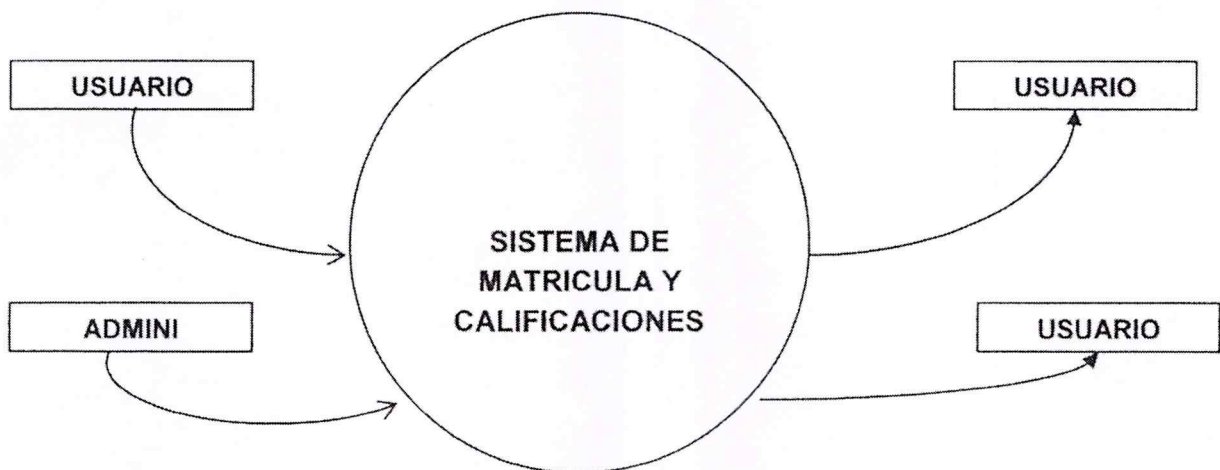 USUARIO
USUARIO
SISTEMA DE
MATRICULA Y
CALIFICACIONES
ADMINI
USUARIO